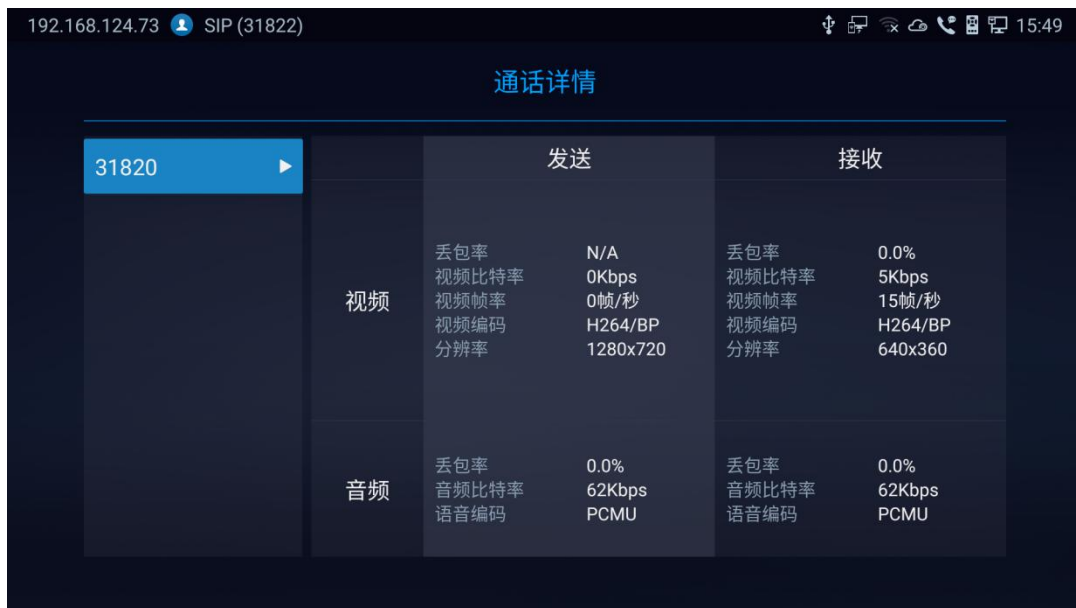 192.168.124.73 SIP (31822) 15:49
通话详情
31820
发送 接收
视频
丢包率 N/A 丢包率 0.0%
视频比特率 0Kbps 视频比特率 5Kbps
视频帧率 0帧/秒 视频帧率 15帧/秒
视频编码 H264/BP 视频编码 H264/BP
分辨率 1280x720 分辨率 640x360
音频
丢包率 0.0% 丢包率 0.0%
音频比特率 62Kbps 音频比特率 62Kbps
语音编码 PCMU 语音编码 PCMU